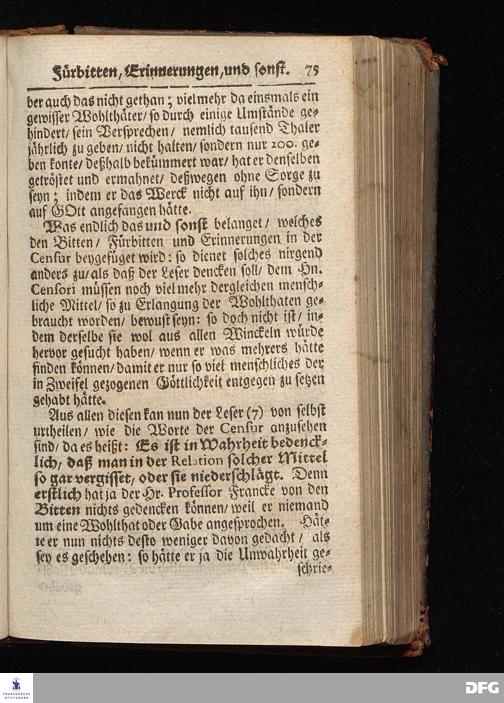 Fürbitten, Erinnerungen, und sonst. 75
ber auch das nicht gethan; vielmehr da einsmals ein
gewisser Wohlthäter/ so durch einige Umstände ge-
hindert/ sein Versprechen/ nemlich tausend Thaler
jährlich zu geben/ nicht halten/ sondern nur 200. ge-
ben konte/ deßhalb bekümmert war/ hat er denselben
getröstet und ermahnet/ deßwegen ohne Sorge zu
seyn; indem er das Werck nicht auf ihn/ sondern
auf GOtt angefangen hätte.
Was endlich das und sonst belanget/ welches
den Bitten/ Fürbitten und Erinnerungen in der
Censur beygefüget wird: so dienet solches nirgend
anders zu/ als daß der Leser dencken soll/ dem Hn.
Censori müssen noch viel mehr dergleichen mensch-
liche Mittel/ so zu Erlangung der Wohlthaten ge-
braucht worden/ bewust seyn: so doch nicht ist/ in-
dem derselbe sie wol aus allen Winckeln würde
hervor gesucht haben/ wenn er was mehrers hätte
finden können/ damit er nur so viel menschliches der
in Zweifel gezogenen Göttlichkeit entgegen zu setzen
gehabt hätte.
Aus allen diesen kan nun der Leser (7) von selbst
urtheilen/ wie die Worte der Censur anzusehen
sind/ da es heißt: Es ist in Wahrheit bedenck-
lich, daß man in der Relation solcher Mittel
so gar vergisset, oder sie niederschlägt. Denn
erstlich hat ja der Hr. Professor Francke von den
Bitten nichts gedencken können/ weil er niemand
um eine Wohlthat oder Gabe angesprochen. Hät-
te er nun nichts desto weniger davon gedacht/ als
sey es geschehen: so hätte er ja die Unwahrheit ge-
schrie-
FRANCKESCHE
STIFTUNGEN
DFG